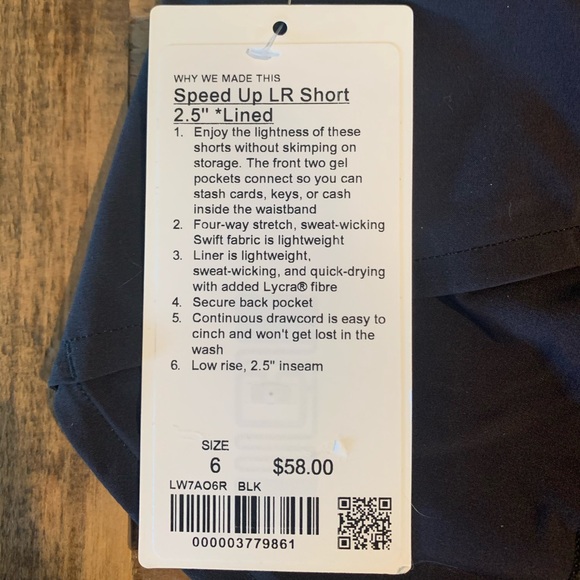 WHY WE MADE THIS
Speed Up LR Short
2.5" *Lined
1. Enjoy the lightness of these
shorts without skimping on
storage. The front two gel
pockets connect so you can
stash cards, keys, or cash
inside the waistband
2. Four-way stretch, sweat-wicking
Swift fabric is lightweight
3. Liner is lightweight,
sweat-wicking, and quick-drying
with added Lycra® fibre
4. Secure back pocket
5. Continuous drawcord is easy to
cinch and won't get lost in the
wash
6. Low rise, 2.5" inseam
SIZE
6 $58.00
LW7AO6R BLK
000003779861